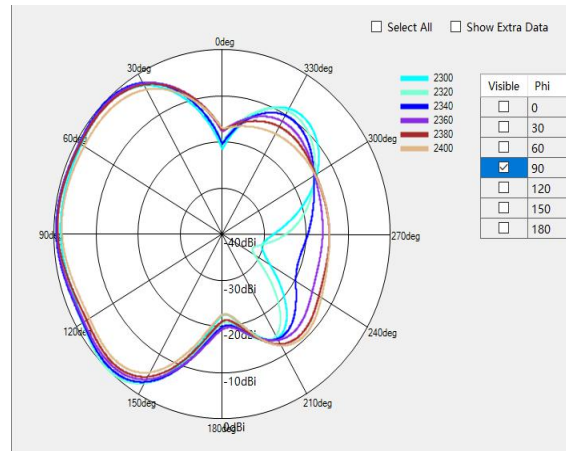 Select All Show Extra Data
0deg
30deg 330deg
2300
2320
2340
2360
2380
2400
Visible Phi
0
30
60
90
120
150
180
60deg 300deg
90deg 270deg
-40dBi
-30dBi
120deg 240deg
-20dBi
-10dBi
150deg 210deg
180deg 0dBi